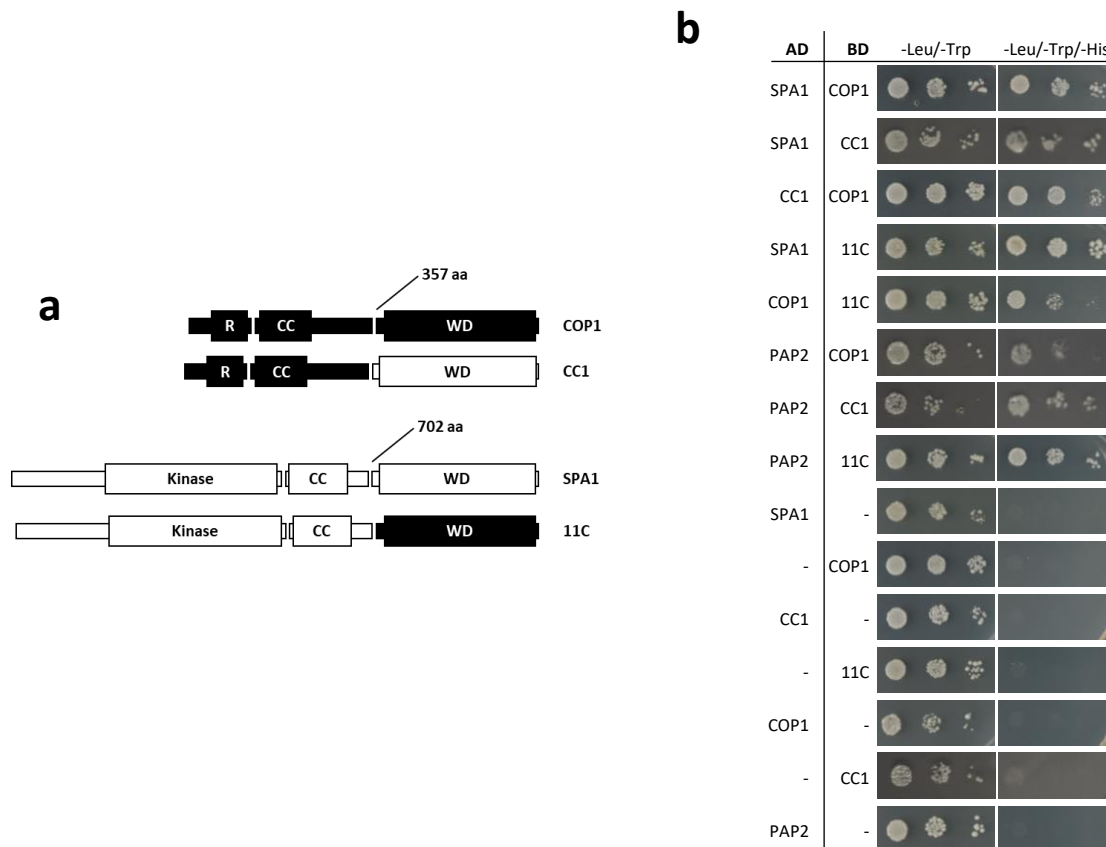 a
357 aa
R CC WD COP1
R CC WD CC1
702 aa
Kinase CC WD SPA1
Kinase CC WD 11C
b
AD BD -Leu/-Trp -Leu/-Trp/-His
SPA1 COP1
SPA1 CC1
CC1 COP1
SPA1 11C
COP1 11C
PAP2 COP1
PAP2 CC1
PAP2 11C
SPA1 -
- COP1
CC1 -
- 11C
COP1 -
- CC1
PAP2 -